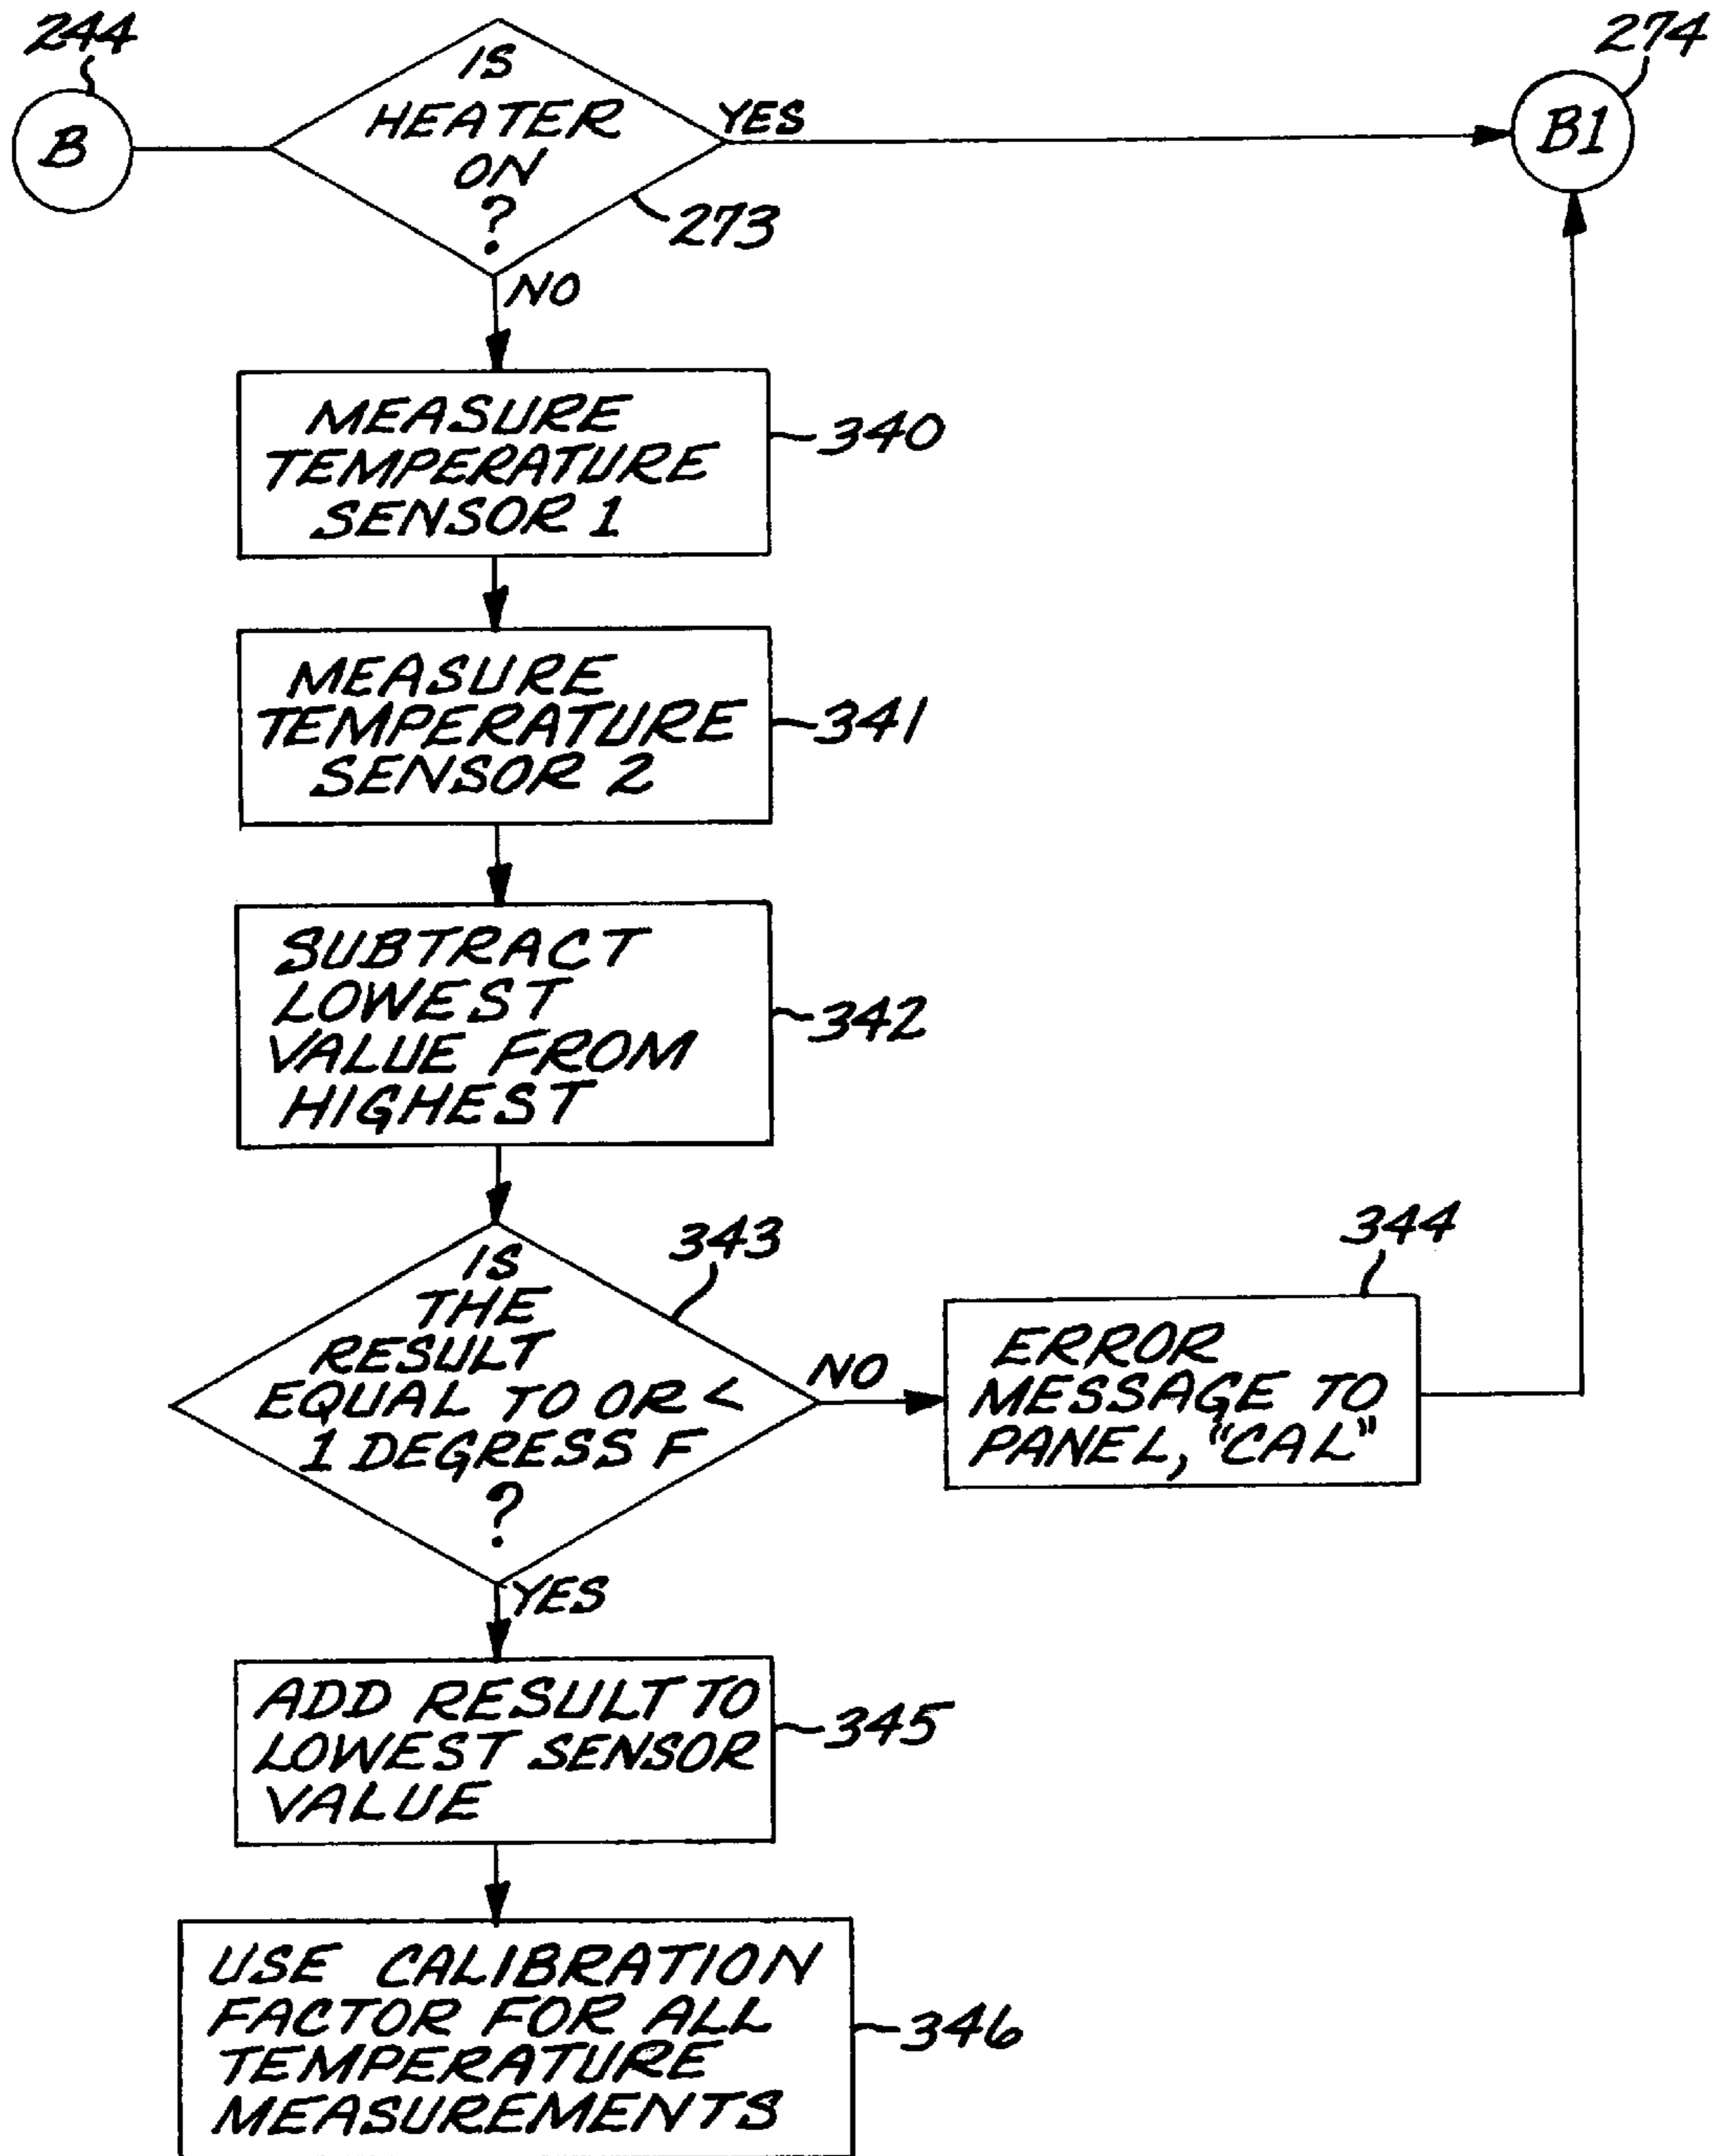 244
B
IS
HEATER
ON
?
YES
273
NO
274
B1
MEASURE
TEMPERATURE
SENSOR 1
340
MEASURE
TEMPERATURE
SENSOR 2
341
SUBTRACT
LOWEST
VALUE FROM
HIGHEST
342
IS
THE
RESULT
EQUAL TO OR <
1 DEGRESS F
?
343
NO
YES
344
ERROR
MESSAGE TO
PANEL, "CAL"
ADD RESULT TO
LOWEST SENSOR
VALUE
345
USE CALIBRATION
FACTOR FOR ALL
TEMPERATURE
MEASUREMENTS
346